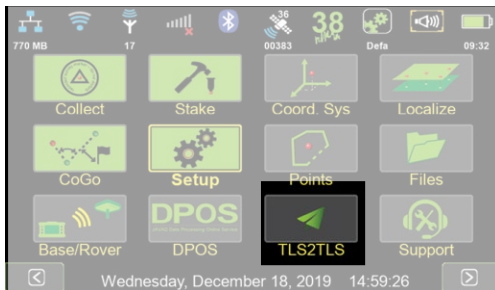 36
38
770 MB
17
00383
Defa
09:32
Collect
Stake
Coord. Sys
Localize
CoGo
Setup
Points
Files
DPOS
Base/Rover
DPOS
TLS2TLS
Support
Wednesday, December 18, 2019 14:59:26